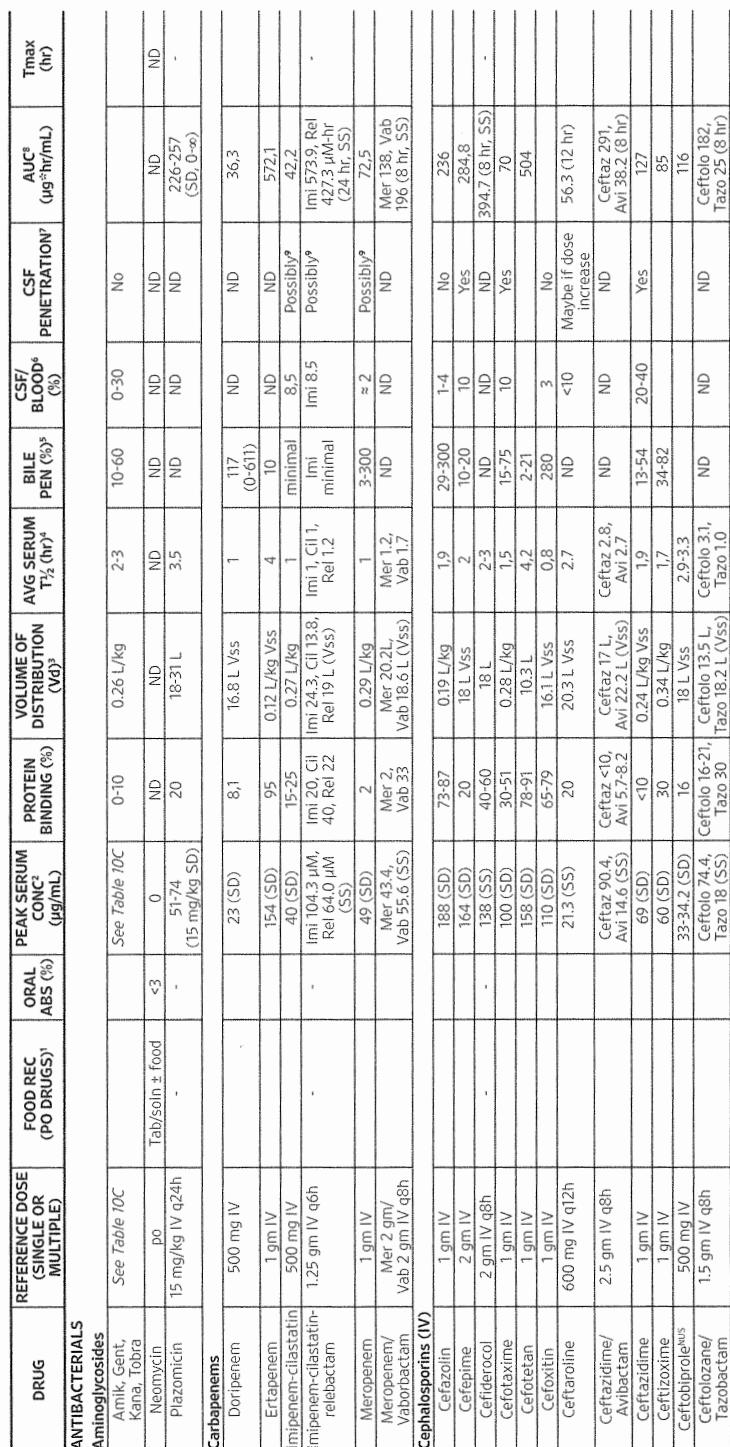 DRUG | REFERENCE DOSE (SINGLE OR MULTIPLE) | FOOD REC (PO DRUGS)¹ | ORAL ABS (%) | PEAK SERUM CONC² (µg/mL) | PROTEIN BINDING (%) | VOLUME OF DISTRIBUTION (Vd)³ | AVG SERUM T½ (hr)⁴ | BILE PEN (%)⁵ | CSF/ BLOOD⁶ (%) | CSF PENETRATION⁷ | AUC⁸ (µg*hr/mL) | Tmax (hr)
ANTIBACTERIALS
Aminoglycosides
Amik, Gent, Kana, Tobra | See Table 10C | | | See Table 10C | 0-10 | 0.26 L/kg | 2-3 | 10-60 | 0-30 | No | |
Neomycin | po | Tab/soln ± food | <3 | 0 | ND | ND | ND | ND | ND | ND | ND | ND
Plazomicin | 15 mg/kg IV q24h | - | - | 51-74 (15 mg/kg SD) | 20 | 18-31 L | 3.5 | ND | ND | ND | 226-257 (SD, 0-∞) | -
Carbapenems
Doripenem | 500 mg IV | | | 23 (SD) | 8,1 | 16.8 L Vss | 1 | 117 (0-611) | ND | ND | 36,3 |
Ertapenem | 1 gm IV | | | 154 (SD) | 95 | 0.12 L/kg Vss | 4 | 10 | ND | ND | 572,1 |
Imipenem-cilastatin | 500 mg IV | | | 40 (SD) | 15-25 | 0.27 L/kg | 1 | minimal | 8,5 | Possibly⁹ | 42,2 |
Imipenem-cilastatin-relebactam | 1.25 gm IV q6h | - | - | Imi 104.3 µM, Rel 64.0 µM (SS) | Imi 20, Cil 40, Rel 22 | Imi 24.3, Cil 13.8, Rel 19 L (Vss) | Imi 1, Cil 1, Rel 1.2 | Imi minimal | Imi 8.5 | Possibly⁹ | Imi 573.9, Rel 427.3 µM-hr (24 hr, SS) | -
Meropenem | 1 gm IV | | | 49 (SD) | 2 | 0.29 L/kg | 1 | 3-300 | ≈ 2 | Possibly⁹ | 72,5 |
Meropenem/ Vaborbactam | Mer 2 gm/ Vab 2 gm IV q8h | | | Mer 43.4, Vab 55.6 (SS) | Mer 2, Vab 33 | Mer 20.2L, Vab 18.6 L (Vss) | Mer 1.2, Vab 1.7 | ND | ND | ND | Mer 138, Vab 196 (8 hr, SS) |
Cephalosporins (IV)
Cefazolin | 1 gm IV | | | 188 (SD) | 73-87 | 0.19 L/kg | 1,9 | 29-300 | 1-4 | No | 236 |
Cefepime | 2 gm IV | | | 164 (SD) | 20 | 18 L Vss | 2 | 10-20 | 10 | Yes | 284,8 |
Cefiderocol | 2 gm IV q8h | - | - | 138 (SS) | 40-60 | 18 L | 2-3 | ND | ND | ND | 394.7 (8 hr, SS) | -
Cefotaxime | 1 gm IV | | | 100 (SD) | 30-51 | 0.28 L/kg | 1,5 | 15-75 | 10 | Yes | 70 |
Cefotetan | 1 gm IV | | | 158 (SD) | 78-91 | 10.3 L | 4,2 | 2-21 | | | 504 |
Cefoxitin | 1 gm IV | | | 110 (SD) | 65-79 | 16.1 L Vss | 0,8 | 280 | 3 | No | |
Ceftaroline | 600 mg IV q12h | | | 21.3 (SS) | 20 | 20.3 L Vss | 2.7 | ND | <10 | Maybe if dose increase | 56.3 (12 hr) |
Ceftazidime/ Avibactam | 2.5 gm IV q8h | | | Ceftaz 90.4, Avi 14.6 (SS) | Ceftaz <10, Avi 5.7-8.2 | Ceftaz 17 L, Avi 22.2 L (Vss) | Ceftaz 2.8, Avi 2.7 | ND | ND | ND | Ceftaz 291, Avi 38.2 (8 hr) |
Ceftazidime | 1 gm IV | | | 69 (SD) | <10 | 0.24 L/kg Vss | 1,9 | 13-54 | 20-40 | Yes | 127 |
Ceftizoxime | 1 gm IV | | | 60 (SD) | 30 | 0.34 L/kg | 1,7 | 34-82 | | | 85 |
Ceftobiprole^NUS | 500 mg IV | | | 33-34.2 (SD) | 16 | 18 L Vss | 2.9-3.3 | | | | 116 |
Ceftolozane/ Tazobactam | 1.5 gm IV q8h | | | Ceftolo 74.4, Tazo 18 (SS) | Ceftolo 16-21, Tazo 30 | Ceftolo 13.5 L, Tazo 18.2 L (Vss) | Ceftolo 3.1, Tazo 1.0 | ND | ND | ND | Ceftolo 182, Tazo 25 (8 hr) |